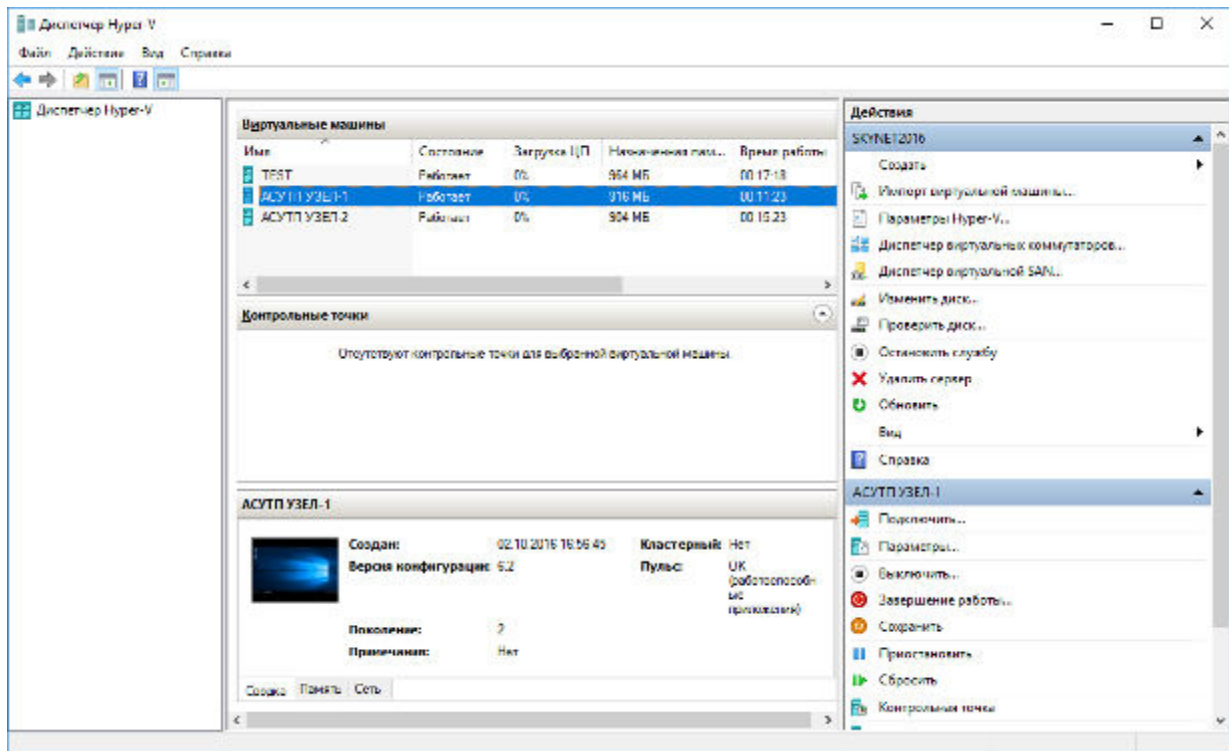 Диспетчер Hyper-V
Файл Действие Вид Справка
Диспетчер Hyper-V
Виртуальные машины
Имя Состояние Загрузка ЦП Назначенная пам... Время работы
TEST Работает 0% 964 МБ 00:17:18
АСУТП УЗЕЛ-1 Работает 0% 916 МБ 00:11:23
АСУТП УЗЕЛ-2 Работает 0% 904 МБ 00:15:23
Контрольные точки
Отсутствуют контрольные точки для выбранной виртуальной машины.
АСУТП УЗЕЛ-1
Создан: 02.10.2016 16:56:45 Кластерный: Нет
Версия конфигурации: 6.2 Пульс: OK
(работоспособн
ые
приложения)
Поколение: 2
Примечания: Нет
Сводка Память Сеть
Действия
SKYNET2016
Создать
Импорт виртуальной машины...
Параметры Hyper-V...
Диспетчер виртуальных коммутаторов...
Диспетчер виртуальной SAN...
Изменить диск...
Проверить диск...
Остановить службу
Удалить сервер
Обновить
Вид
Справка
АСУТП УЗЕЛ-1
Подключить...
Параметры...
Выключить...
Завершение работы...
Сохранить
Приостановить
Сбросить
Контрольная точка